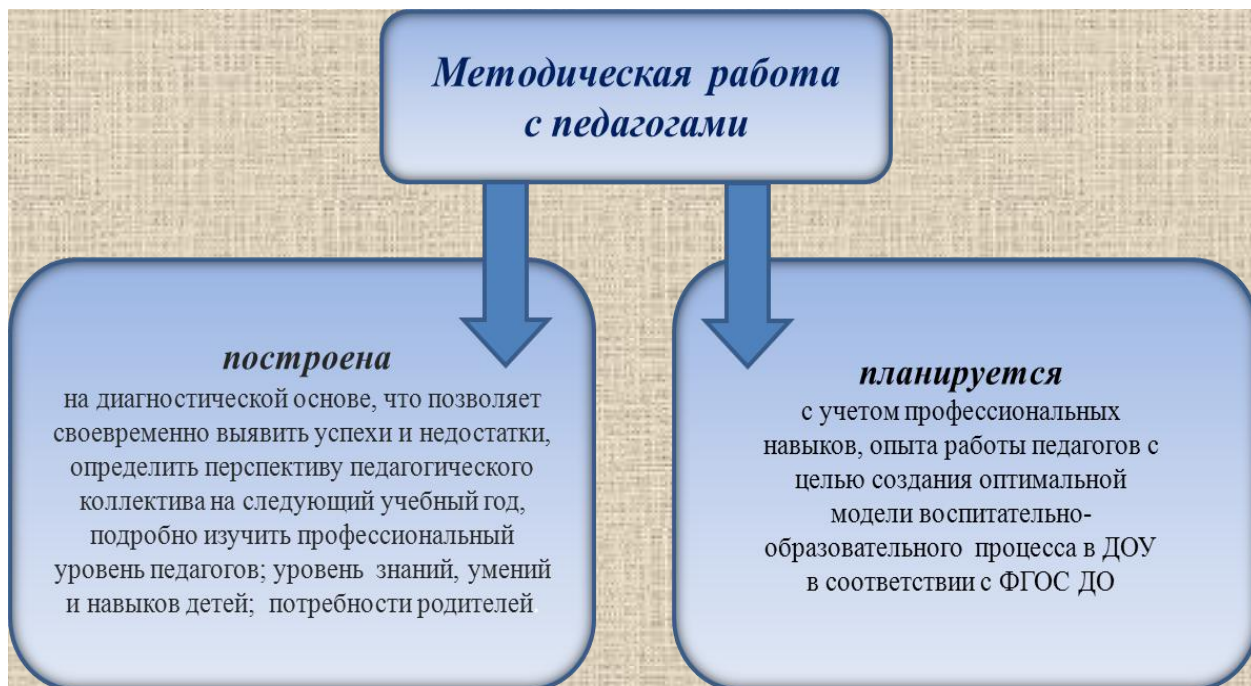 Методическая работа
с педагогами
построена
на диагностической основе, что позволяет
своевременно выявить успехи и недостатки,
определить перспективу педагогического
коллектива на следующий учебный год,
подробно изучить профессиональный
уровень педагогов; уровень знаний, умений
и навыков детей; потребности родителей.
планируется
с учетом профессиональных
навыков, опыта работы педагогов с
целью создания оптимальной
модели воспитательно-
образовательного процесса в ДОУ
в соответствии с ФГОС ДО